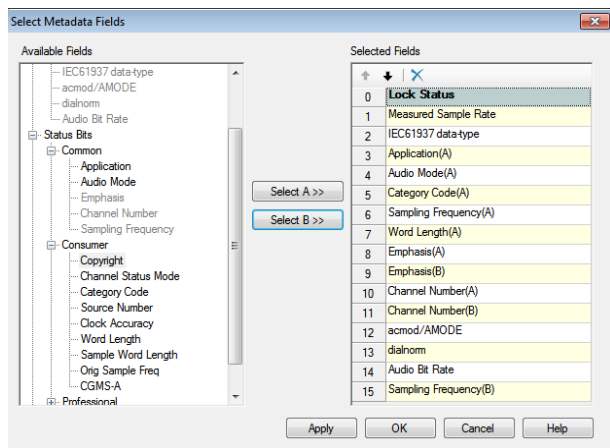 Select Metadata Fields
Available Fields
IEC61937 data-type
acmod/AMODE
dialnorm
Audio Bit Rate
Status Bits
Common
Application
Audio Mode
Emphasis
Channel Number
Sampling Frequency
Consumer
Copyright
Channel Status Mode
Category Code
Source Number
Clock Accuracy
Word Length
Sample Word Length
Orig Sample Freq
CGMS-A
Professional
Select A >>
Select B >>
Selected Fields
0 Lock Status
1 Measured Sample Rate
2 IEC61937 data-type
3 Application(A)
4 Audio Mode(A)
5 Category Code(A)
6 Sampling Frequency(A)
7 Word Length(A)
8 Emphasis(A)
9 Emphasis(B)
10 Channel Number(A)
11 Channel Number(B)
12 acmod/AMODE
13 dialnorm
14 Audio Bit Rate
15 Sampling Frequency(B)
Apply OK Cancel Help